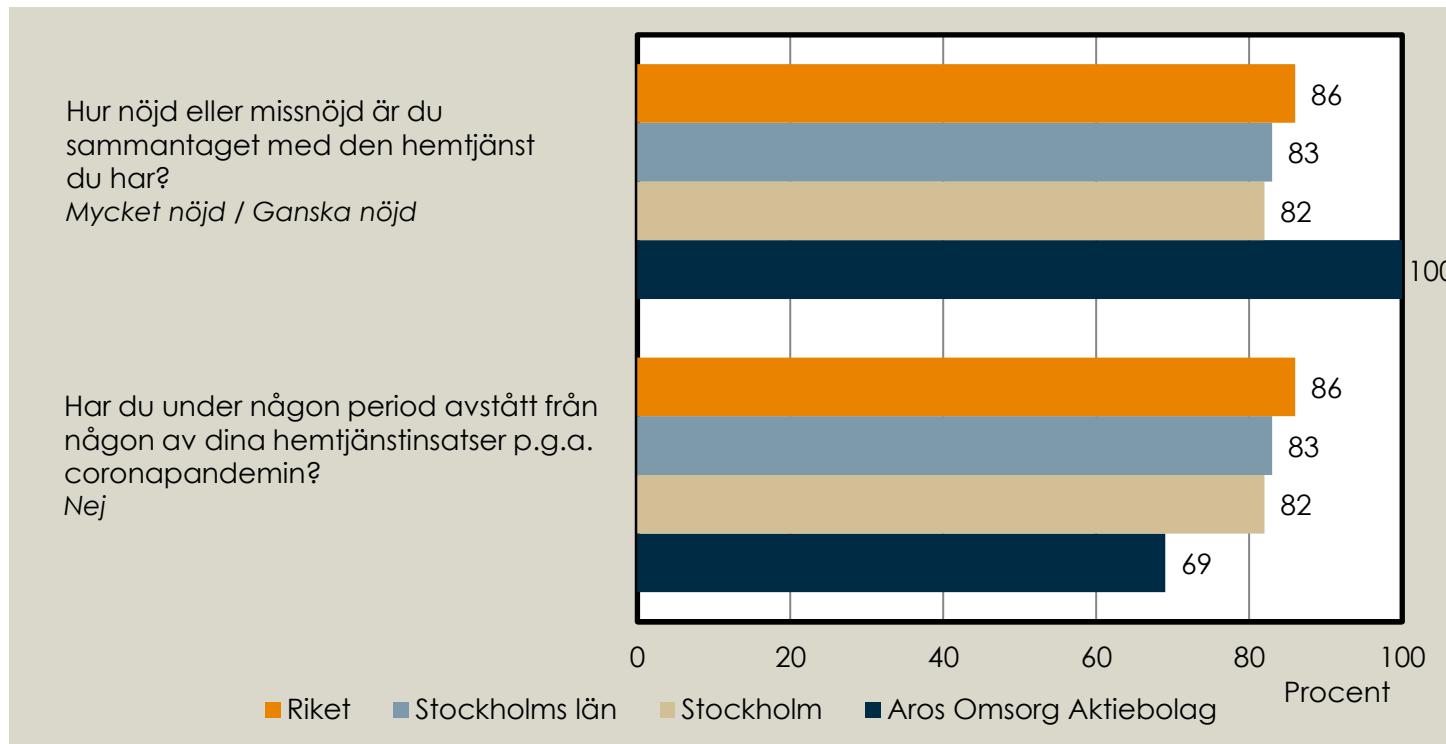 Hur nöjd eller missnöjd är du
sammantaget med den hemtjänst
du har?
Mycket nöjd / Ganska nöjd
86
83
82
100
Har du under någon period avstått från
någon av dina hemtjänstinsatser p.g.a.
coronapandemin?
Nej
86
83
82
69
0 20 40 60 80 100
Procent
Riket Stockholms län Stockholm Aros Omsorg Aktiebolag